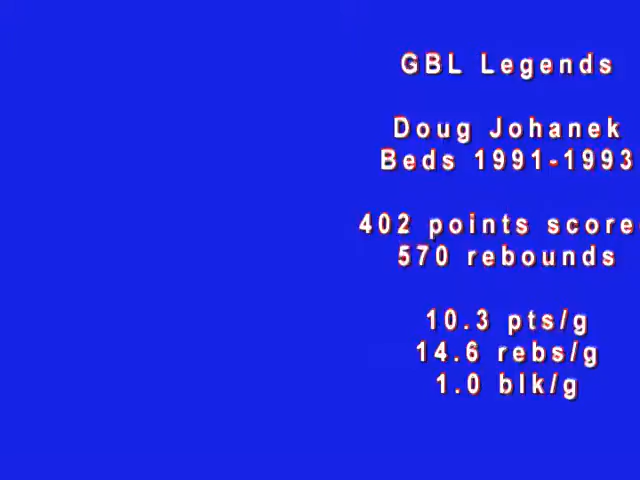 GBL Legends
Doug Johanek
Beds 1991-1993
402 points score
570 rebounds
10.3 pts/g
14.6 rebs/g
1.0 blk/g